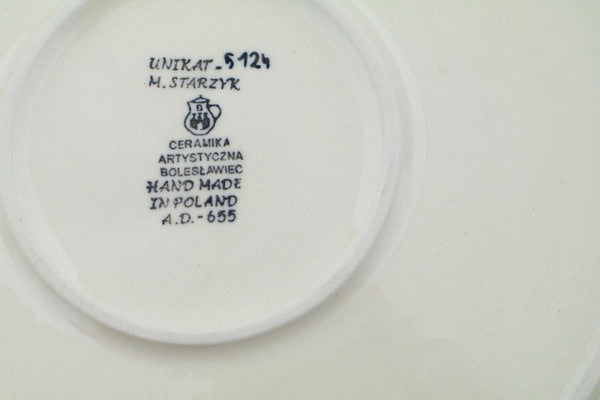 UNIKAT-5124
M. STARZYK
B
CERAMIKA
ARTYSTYCZNA
BOLESŁAWIEC
HAND MADE
IN POLAND
A.D.-655